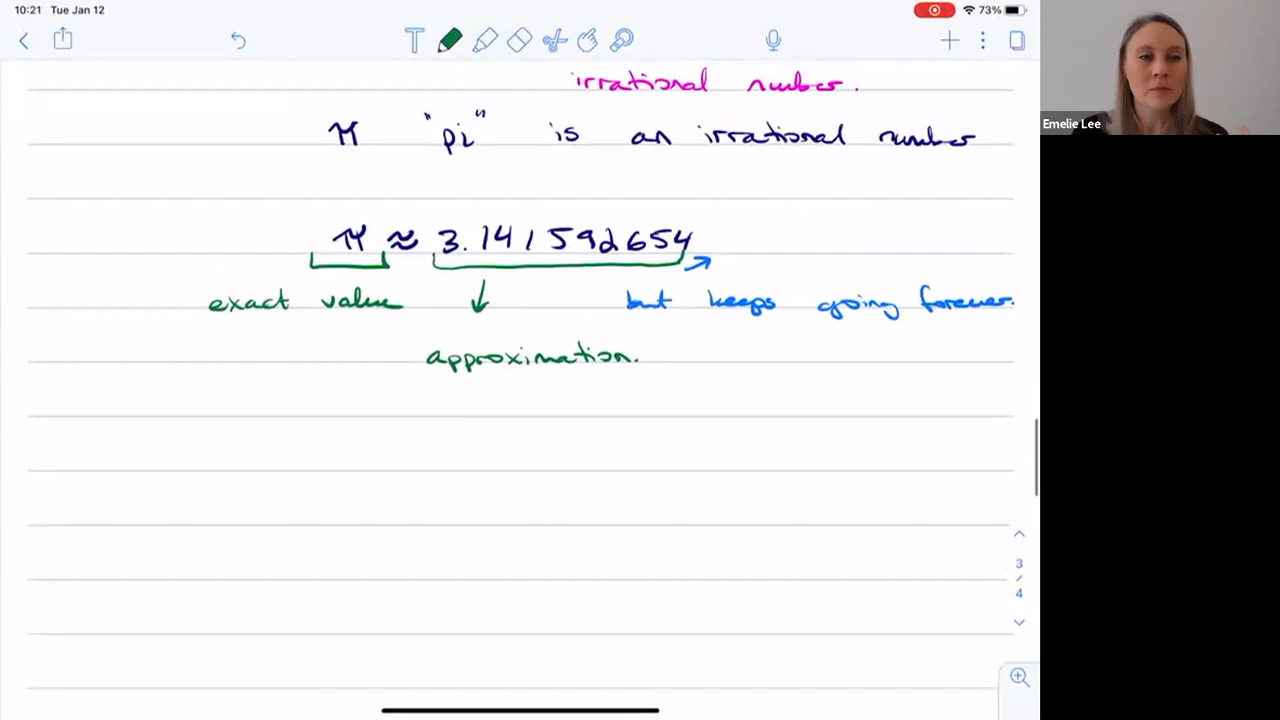 10:21 Tue Jan 12
73%
T
irrational number.
π "pi" is an irrational number
π ≈ 3.141592654
exact value
but keeps going forever.
approximation.
Emelie Lee
3
/
4